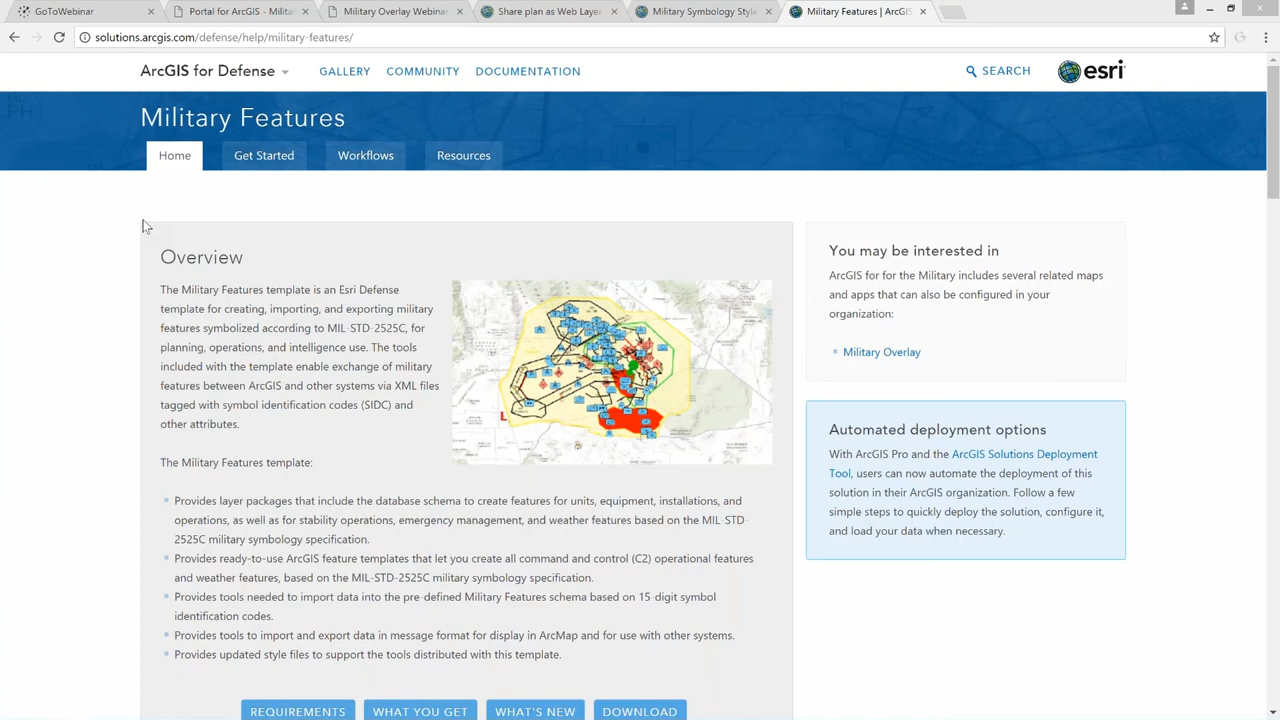 GoToWebinar
Portal for ArcGIS - Militar
Military Overlay Webinar
Share plan as Web Layer
Military Symbology Style
Military Features | ArcGIS
solutions.arcgis.com/defense/help/military-features/
ArcGIS for Defense
GALLERY
COMMUNITY
DOCUMENTATION
SEARCH
esri
Military Features
Home
Get Started
Workflows
Resources
Overview
The Military Features template is an Esri Defense
template for creating, importing, and exporting military
features symbolized according to MIL-STD-2525C, for
planning, operations, and intelligence use. The tools
included with the template enable exchange of military
features between ArcGIS and other systems via XML files
tagged with symbol identification codes (SIDC) and
other attributes.
The Military Features template:
Provides layer packages that include the database schema to create features for units, equipment, installations, and
operations, as well as for stability operations, emergency management, and weather features based on the MIL-STD-
2525C military symbology specification.
Provides ready-to-use ArcGIS feature templates that let you create all command and control (C2) operational features
and weather features, based on the MIL-STD-2525C military symbology specification.
Provides tools needed to import data into the pre-defined Military Features schema based on 15-digit symbol
identification codes.
Provides tools to import and export data in message format for display in ArcMap and for use with other systems.
Provides updated style files to support the tools distributed with this template.
REQUIREMENTS
WHAT YOU GET
WHAT'S NEW
DOWNLOAD
You may be interested in
ArcGIS for for the Military includes several related maps
and apps that can also be configured in your
organization:
Military Overlay
Automated deployment options
With ArcGIS Pro and the ArcGIS Solutions Deployment
Tool, users can now automate the deployment of this
solution in their ArcGIS organization. Follow a few
simple steps to quickly deploy the solution, configure it,
and load your data when necessary.